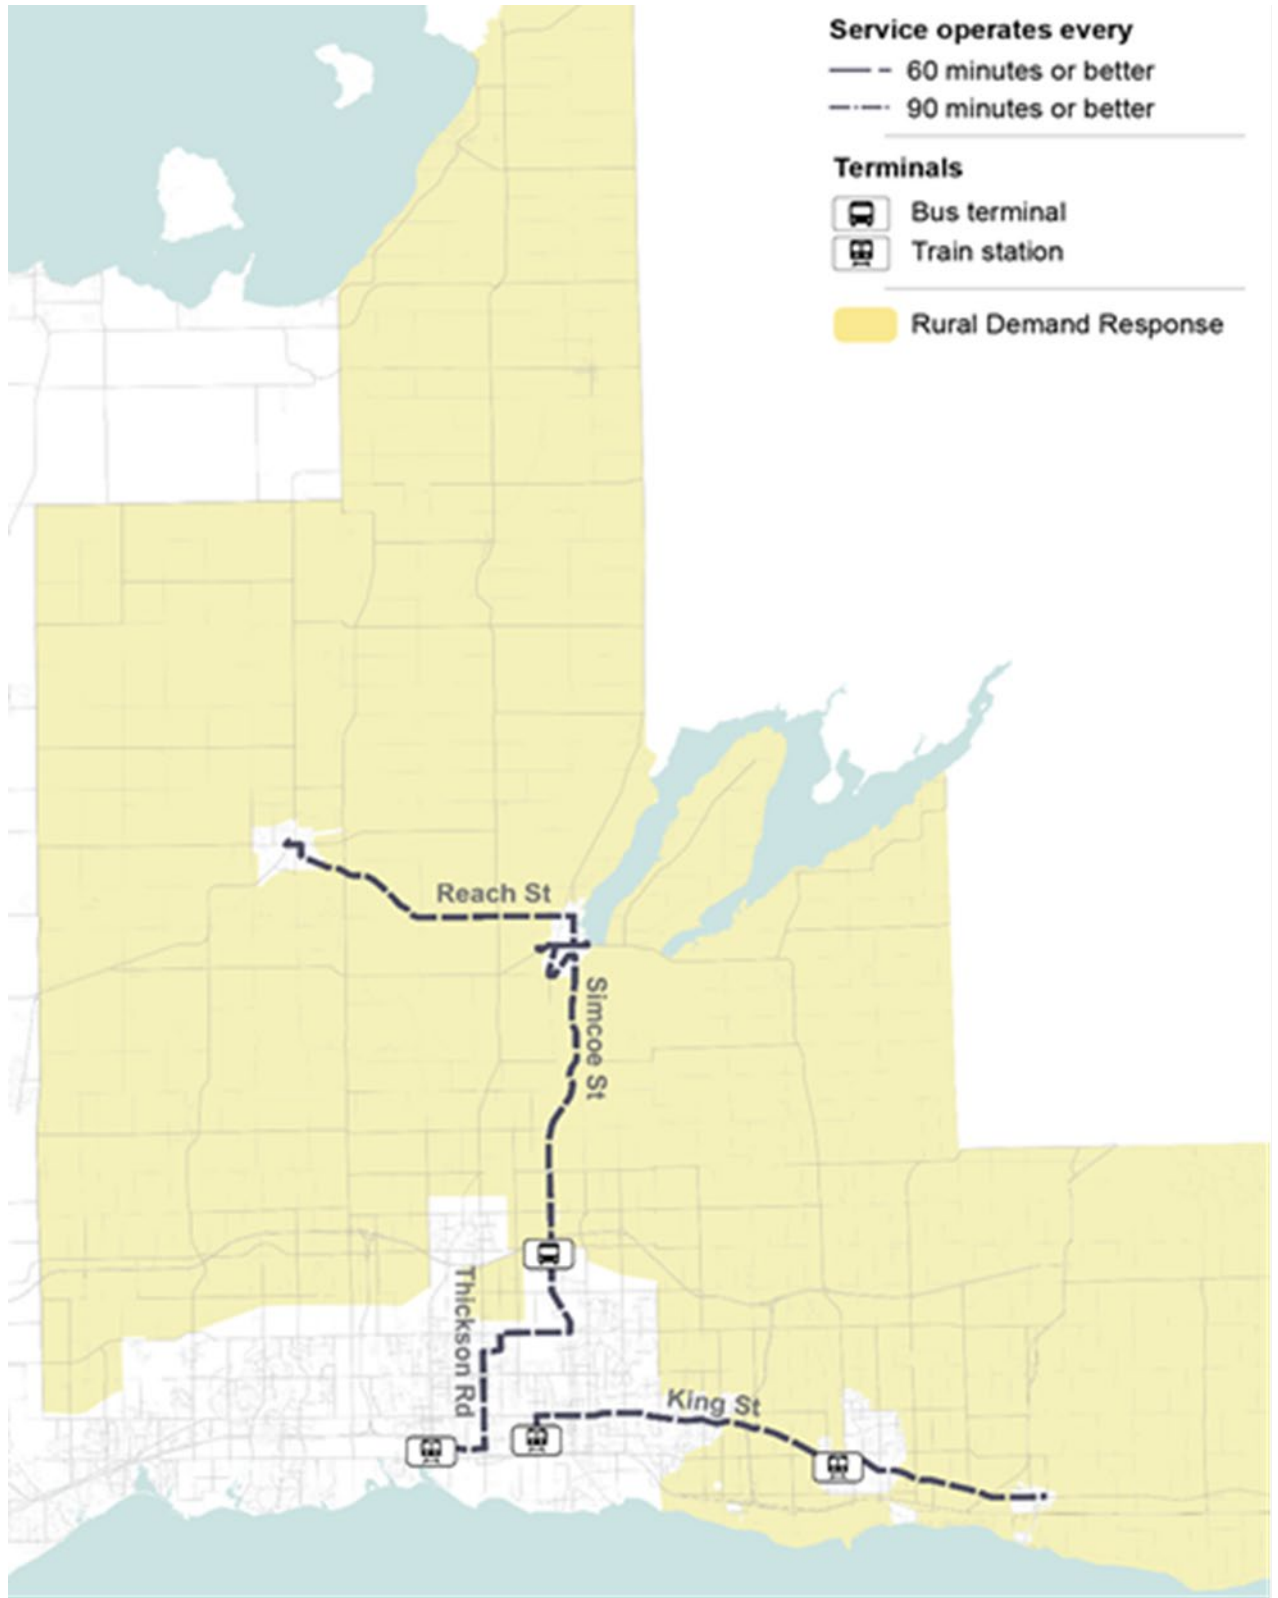 Service operates every
60 minutes or better
90 minutes or better
Terminals
Bus terminal
Train station
Rural Demand Response
Reach St
Simcoe St
Thickson Rd
King St